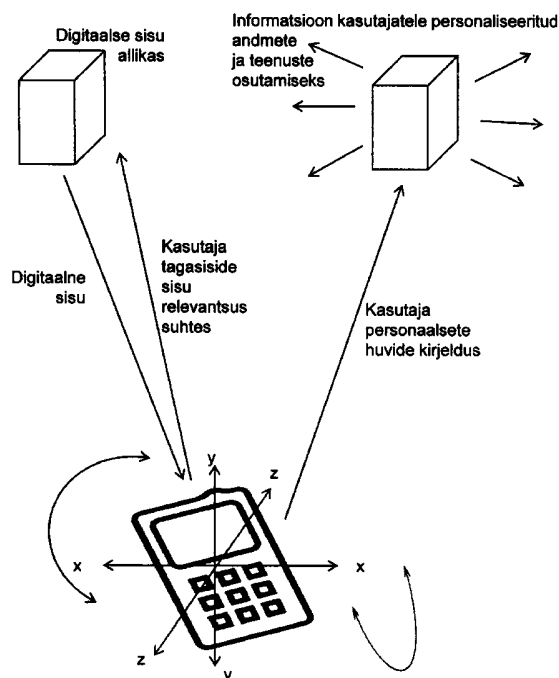 Digitaalse sisu
allikas
Informatsioon kasutajatele personaliseeritud
andmete
ja teenuste
osutamiseks
Digitaalne
sisu
Kasutaja
tagasiside
sisu
relevantsus
suhtes
Kasutaja
personaalsete
huvide kirjeldus
y
z
x
x
z
y